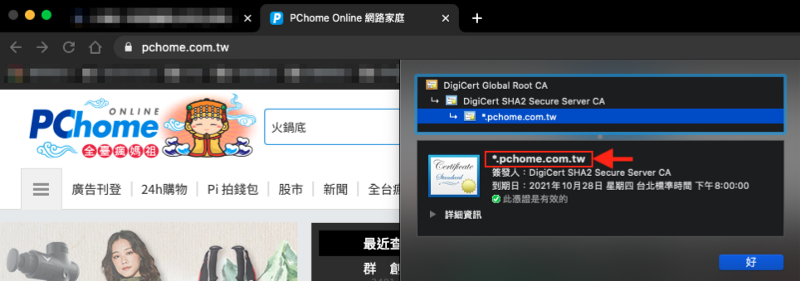 PChome Online 網路家庭
pchome.com.tw
ONLINE
PChome
全臺瘋媽祖
火鍋底
廣告刊登
24h購物
Pi 拍錢包
股市
新聞
全台瘋
最近查
群 創
DigiCert Global Root CA
DigiCert SHA2 Secure Server CA
*.pchome.com.tw
Certificate
Standard
*.pchome.com.tw
簽發人：DigiCert SHA2 Secure Server CA
到期日：2021年10月28日 星期四 台北標準時間 下午8:00:00
此憑證是有效的
詳細資訊
好